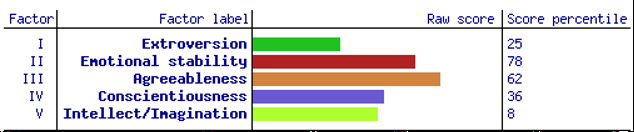 Factor Factor label Raw score Score percentile
I Extroversion 25
II Emotional stability 78
III Agreeableness 62
IV Conscientiousness 36
V Intellect/Imagination 8